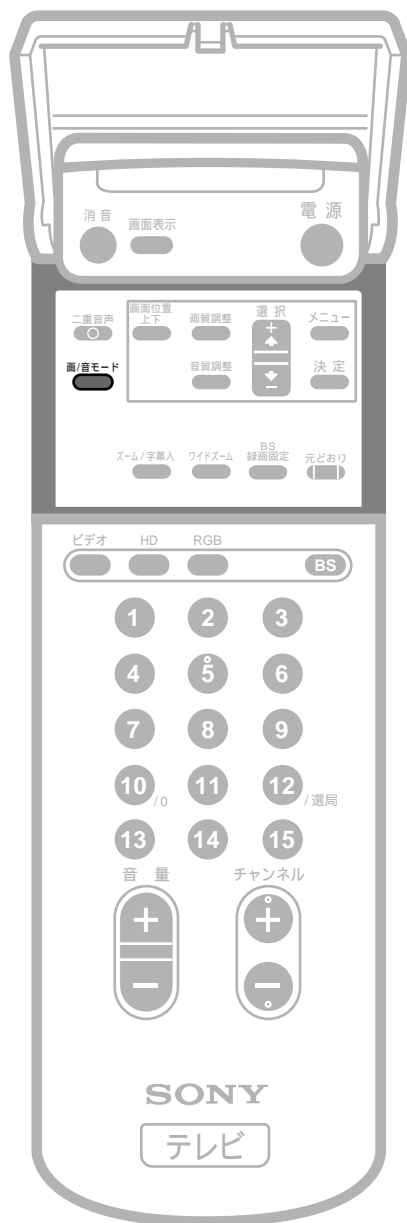 消音 画面表示 電源
二重音声 画面位置上下 画質調整 選択 メニュー
+
画/音モード 音質調整 決定
−
ズーム/字幕入 ワイドズーム BS録画固定 元どおり
ビデオ HD RGB BS
1 2 3
4 5 6
7 8 9
10/0 11 12/選局
13 14 15
音量 チャンネル
+ +
− −
SONY
テレビ